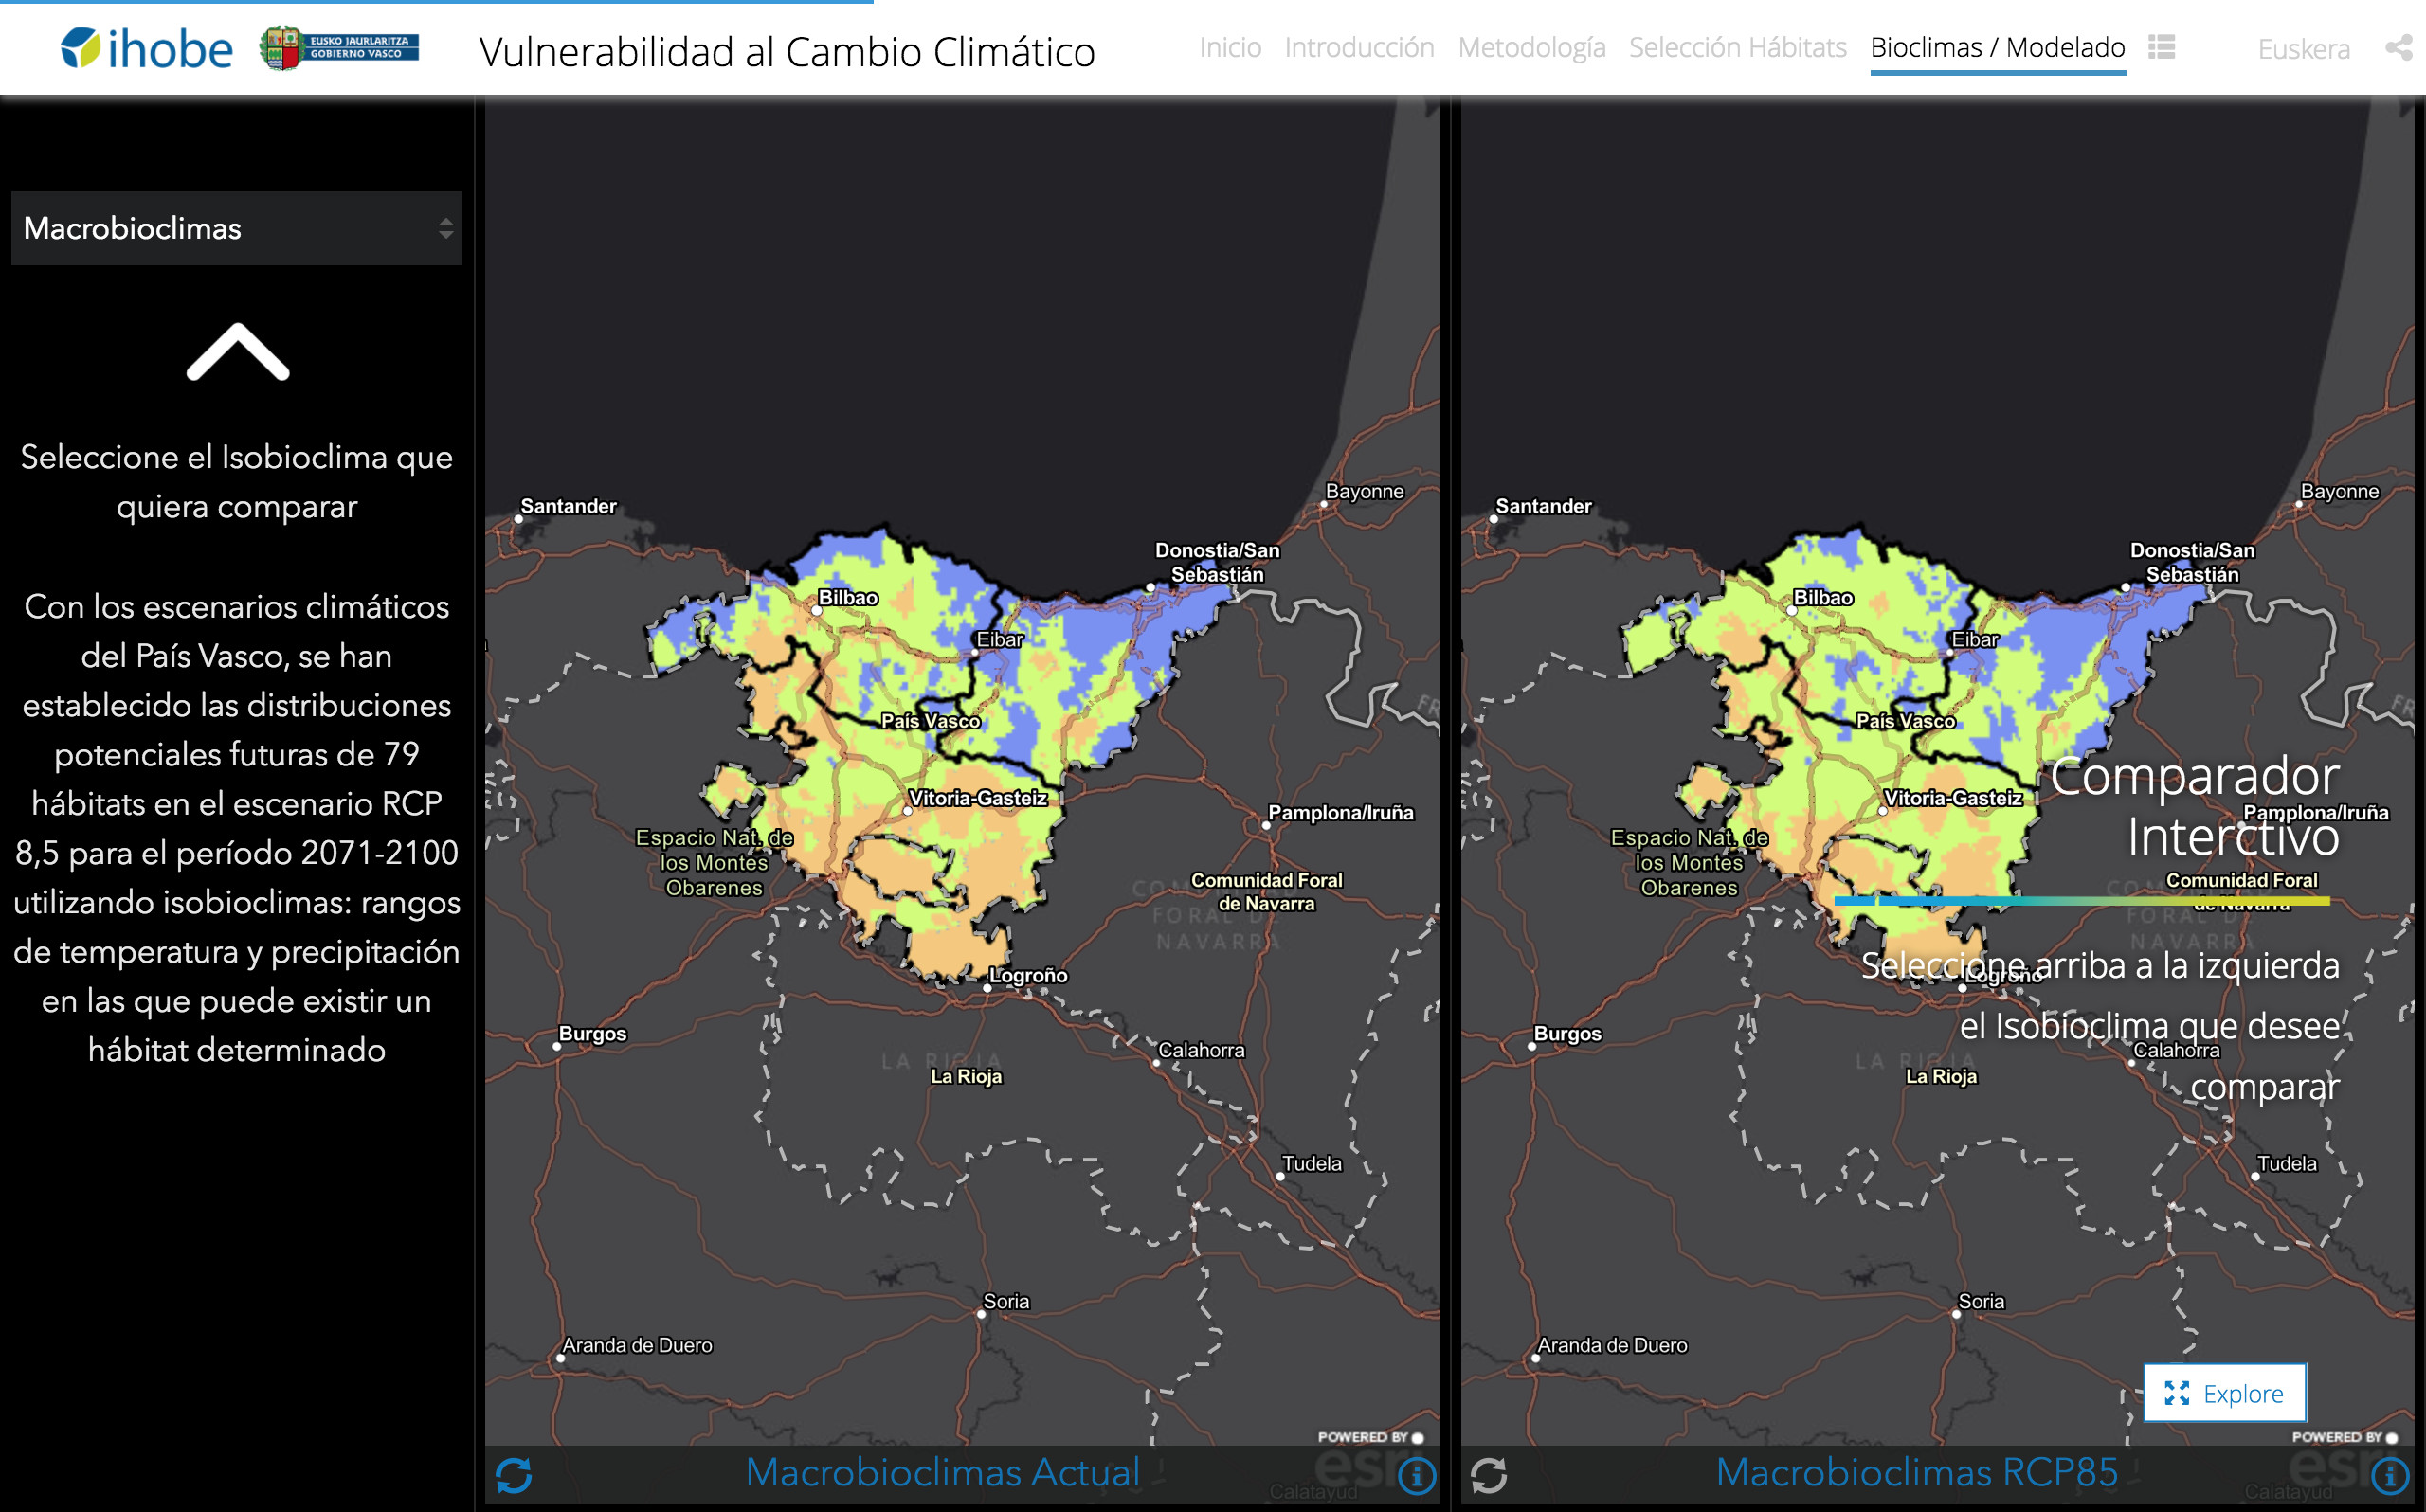 ihobe
EUSKO JAURLARITZA
GOBIERNO VASCO
Vulnerabilidad al Cambio Climático
Inicio
Introducción
Metodología
Selección Hábitats
Bioclimas / Modelado
Euskera
Macrobioclimas
Seleccione el Isobioclima que
quiera comparar
Con los escenarios climáticos
del País Vasco, se han
establecido las distribuciones
potenciales futuras de 79
hábitats en el escenario RCP
8,5 para el período 2071-2100
utilizando isobioclimas: rangos
de temperatura y precipitación
en las que puede existir un
hábitat determinado
Santander
Bayonne
Donostia/San
Sebastián
Bilbao
Eibar
País Vasco
FR
Vitoria-Gasteiz
Pamplona/Iruña
Espacio Nat. de
los Montes
Obarenes
Comunidad Foral
de Navarra
COM
FORAL D
NAVARRA
Logroño
Burgos
Calahorra
LA RIOJA
La Rioja
Tudela
Soria
Aranda de Duero
POWERED BY
esri
Macrobioclimas Actual
Calatayud
Santander
Bayonne
Donostia/San
Sebastián
Bilbao
Eibar
País Vasco
FR
Comparador
Interctivo
Vitoria-Gasteiz
Pamplona/Iruña
Espacio Nat. de
los Montes
Obarenes
Comunidad Foral
de Navarra
FORAL D
NAVARRA
Seleccione arriba a la izquierda
el Isobioclima que desee
comparar
Logroño
Burgos
Calahorra
LA RIOJA
La Rioja
Tudela
Soria
Aranda de Duero
Explore
POWERED BY
esri
Macrobioclimas RCP85
Calatayud